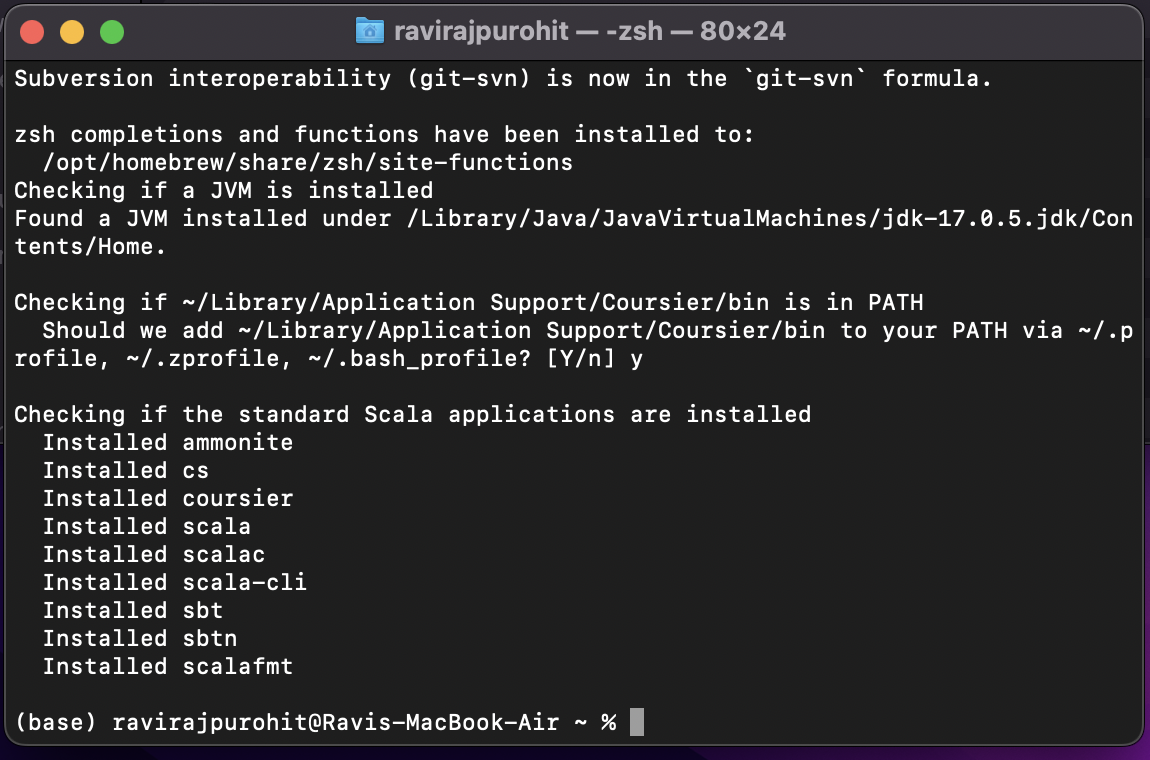 ravirajpurohit — -zsh — 80×24
Subversion interoperability (git-svn) is now in the `git-svn` formula.
zsh completions and functions have been installed to:
/opt/homebrew/share/zsh/site-functions
Checking if a JVM is installed
Found a JVM installed under /Library/Java/JavaVirtualMachines/jdk-17.0.5.jdk/Con
tents/Home.
Checking if ~/Library/Application Support/Coursier/bin is in PATH
Should we add ~/Library/Application Support/Coursier/bin to your PATH via ~/.p
rofile, ~/.zprofile, ~/.bash_profile? [Y/n] y
Checking if the standard Scala applications are installed
Installed ammonite
Installed cs
Installed coursier
Installed scala
Installed scalac
Installed scala-cli
Installed sbt
Installed sbtn
Installed scalafmt
(base) ravirajpurohit@Ravis-MacBook-Air ~ %